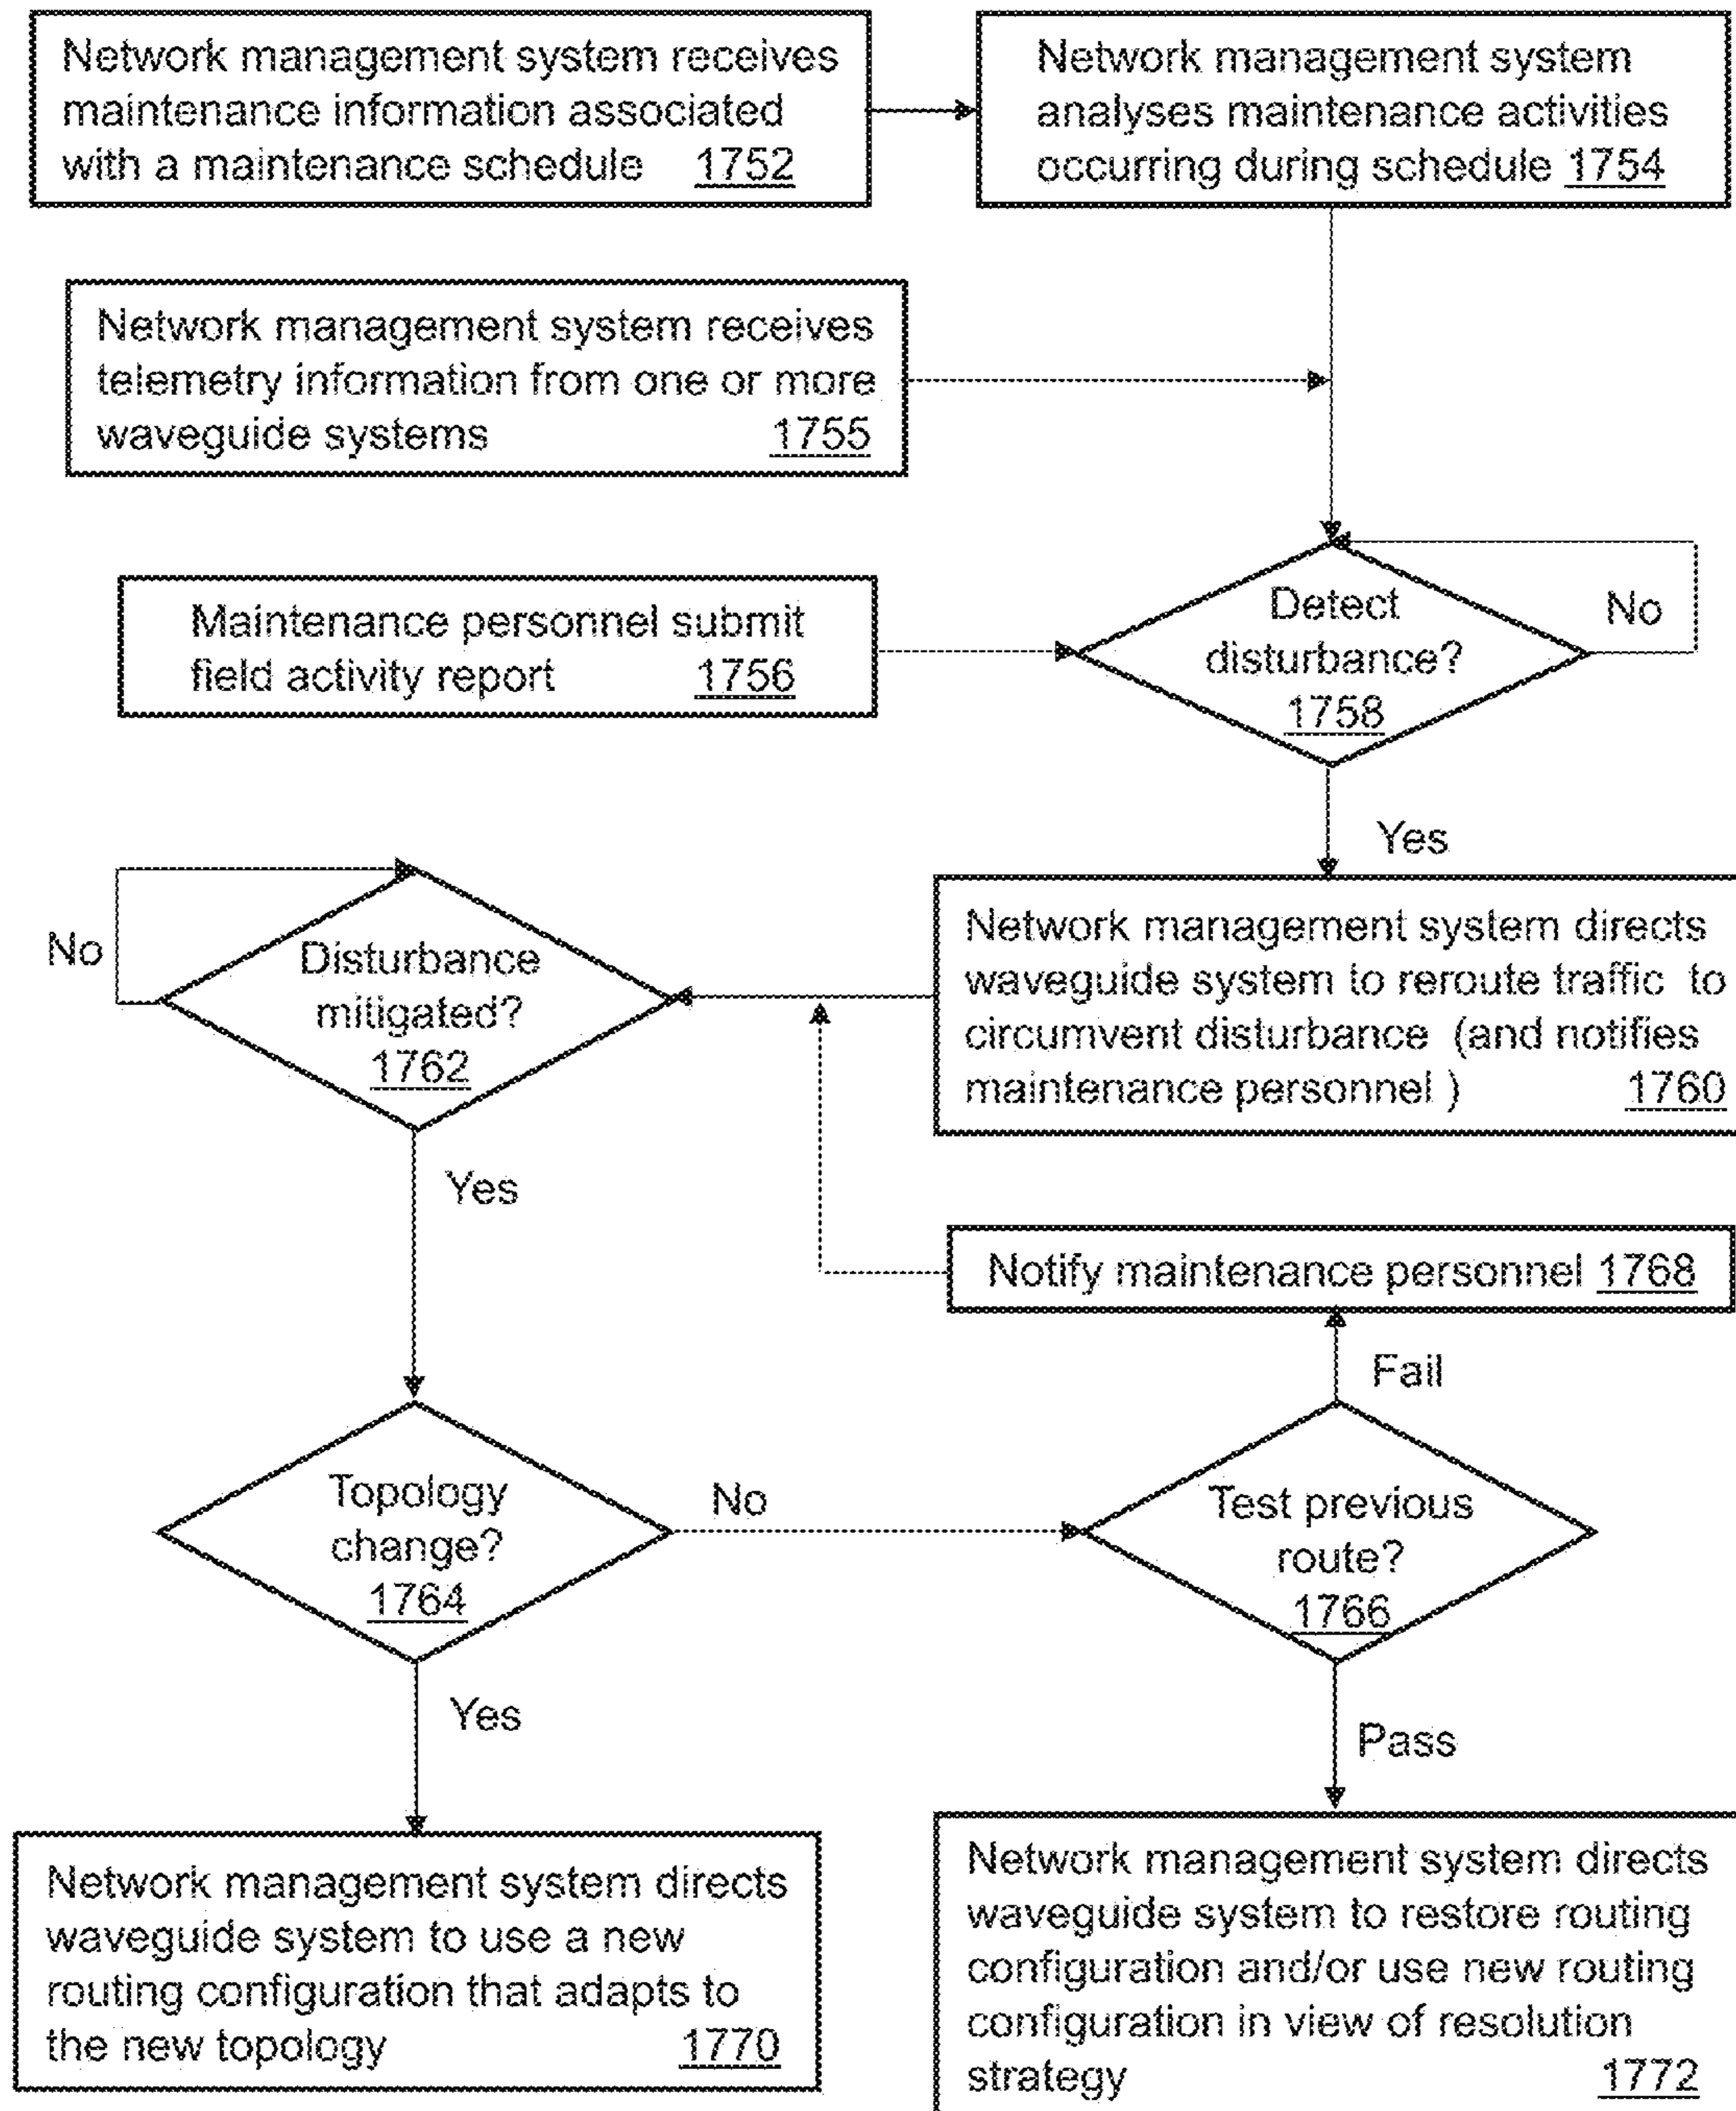 Network management system receives
maintenance information associated
with a maintenance schedule 1752
Network management system
analyses maintenance activities
occurring during schedule 1754
Network management system receives
telemetry information from one or more
waveguide systems 1755
Maintenance personnel submit
field activity report 1756
Detect
disturbance?
1758
No
Yes
Network management system directs
waveguide system to reroute traffic to
circumvent disturbance (and notifies
maintenance personnel ) 1760
Disturbance
mitigated?
1762
No
Yes
Notify maintenance personnel 1768
Fail
Topology
change?
1764
No
Test previous
route?
1766
Yes
Pass
Network management system directs
waveguide system to use a new
routing configuration that adapts to
the new topology 1770
Network management system directs
waveguide system to restore routing
configuration and/or use new routing
configuration in view of resolution
strategy 1772